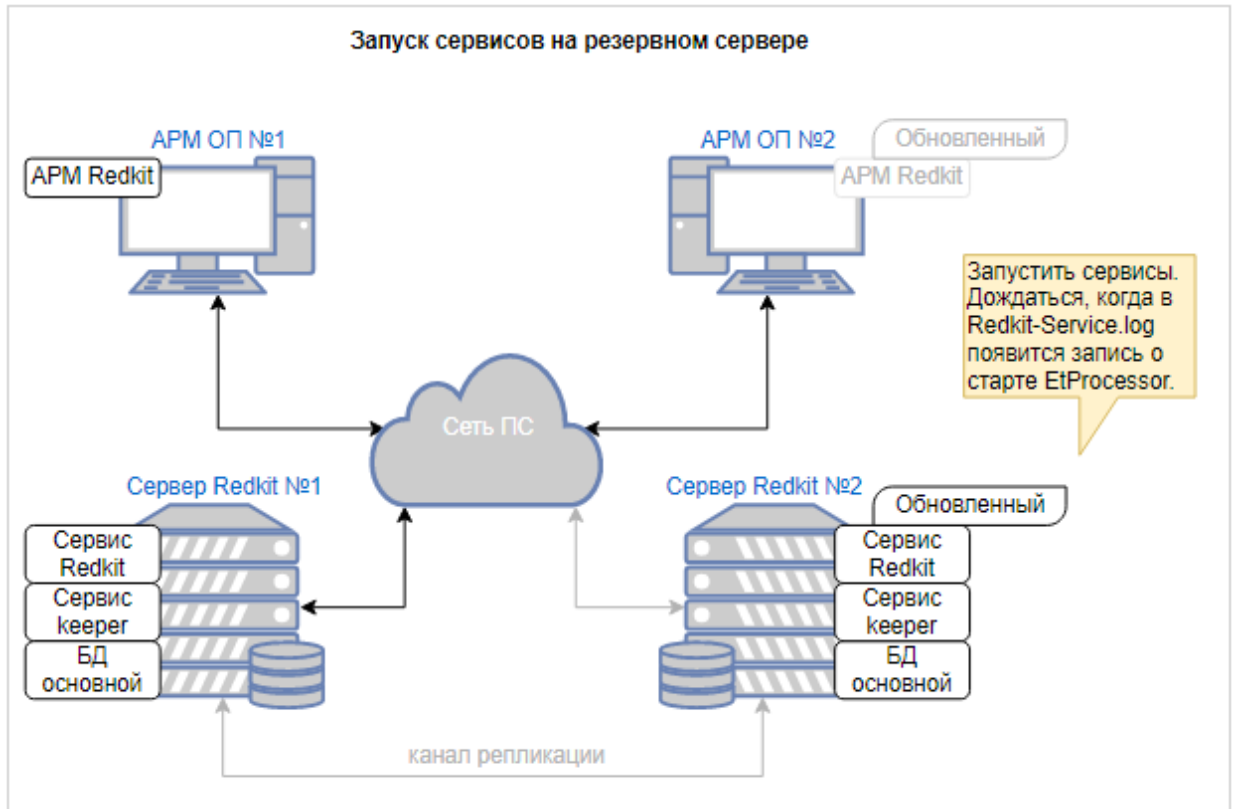 Запуск сервисов на резервном сервере
АРМ ОП №1
АРМ Redkit
АРМ ОП №2
Обновленный
АРМ Redkit
Запустить сервисы.
Дождаться, когда в
Redkit-Service.log
появится запись о
старте EtProcessor.
Сеть ПС
Сервер Redkit №1
Сервис
Redkit
Сервис
keeper
БД
основной
Сервер Redkit №2
Обновленный
Сервис
Redkit
Сервис
keeper
БД
основной
канал репликации